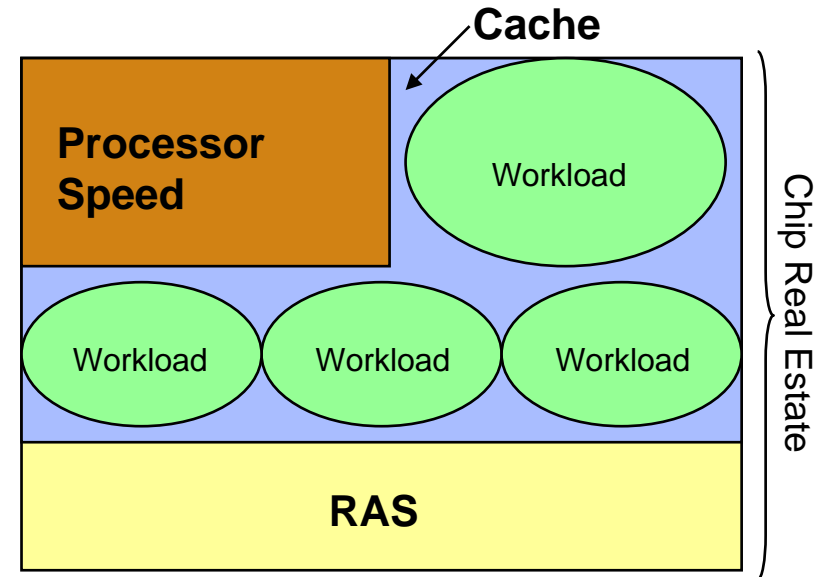 Cache
Processor
Speed
Workload
Workload
Workload
Workload
RAS
Chip Real Estate